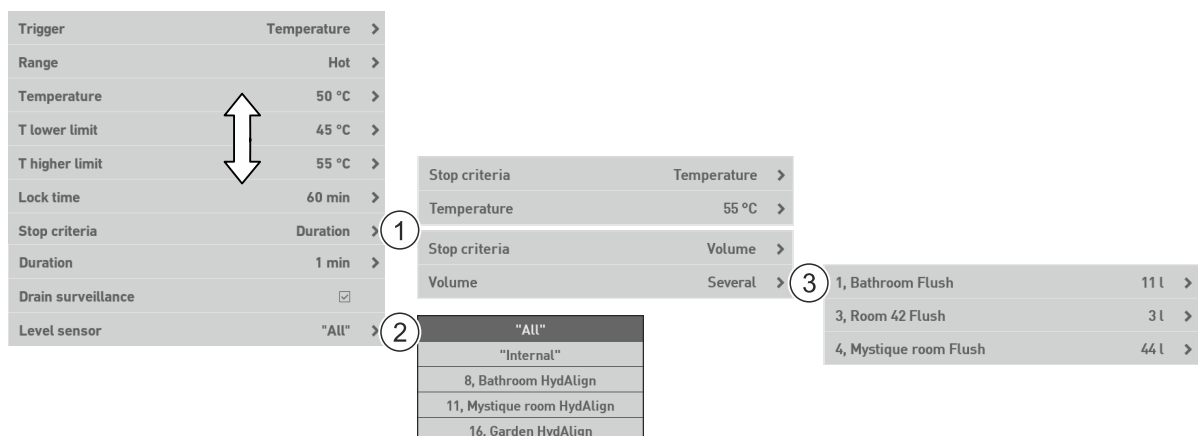 Trigger Temperature >
Range Hot >
Temperature 50 °C >
T lower limit 45 °C >
T higher limit 55 °C >
Lock time 60 min >
Stop criteria Duration > 1
Duration 1 min >
Drain surveillance
Level sensor "All" > 2
Stop criteria Temperature >
Temperature 55 °C >
Stop criteria Volume >
Volume Several > 3
"All"
"Internal"
8, Bathroom HydAlign
11, Mystique room HydAlign
16, Garden HydAlign
1, Bathroom Flush 11 l >
3, Room 42 Flush 3 l >
4, Mystique room Flush 44 l >